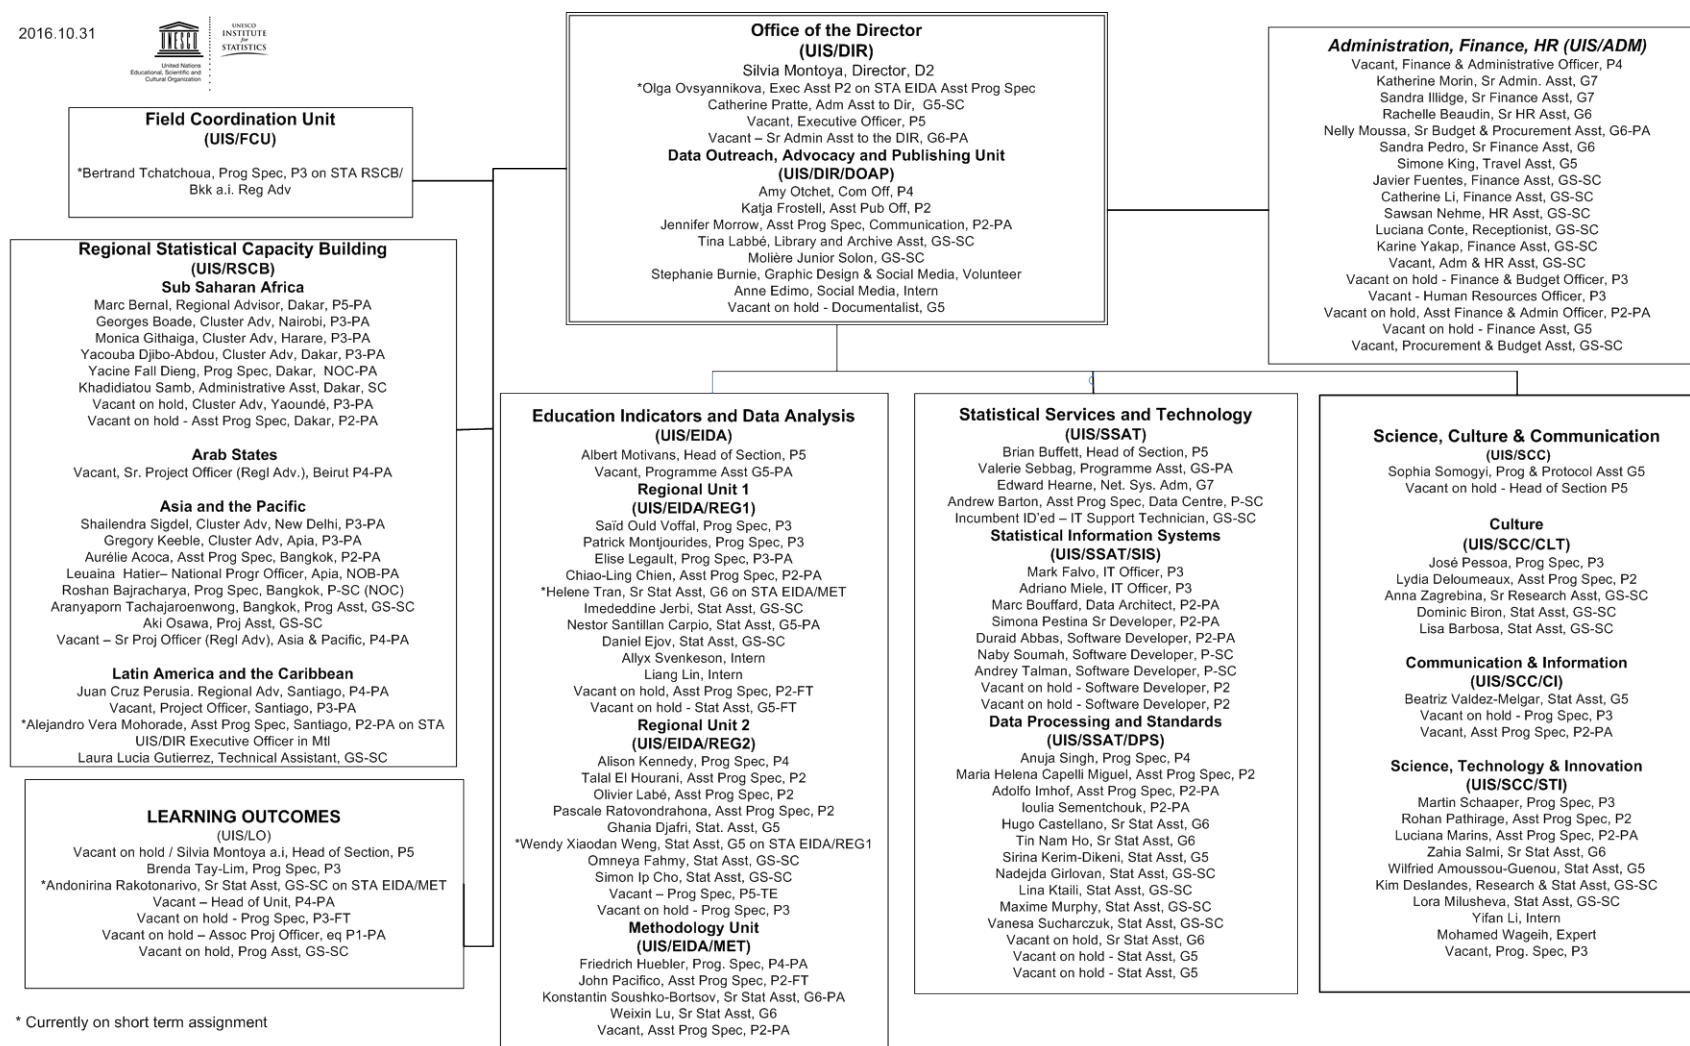 2016.10.31
UNESCO
United Nations
Educational, Scientific and
Cultural Organization
UNESCO
INSTITUTE
for
STATISTICS
Office of the Director
(UIS/DIR)
Silvia Montoya, Director, D2
*Olga Ovsyannikova, Exec Asst P2 on STA EIDA Asst Prog Spec
Catherine Pratte, Adm Asst to Dir, G5-SC
Vacant, Executive Officer, P5
Vacant – Sr Admin Asst to the DIR, G6-PA
Data Outreach, Advocacy and Publishing Unit
(UIS/DIR/DOAP)
Amy Otchet, Com Off, P4
Katja Frostell, Asst Pub Off, P2
Jennifer Morrow, Asst Prog Spec, Communication, P2-PA
Tina Labbé, Library and Archive Asst, GS-SC
Molière Junior Solon, GS-SC
Stephanie Burnie, Graphic Design & Social Media, Volunteer
Anne Edimo, Social Media, Intern
Vacant on hold - Documentalist, G5
Administration, Finance, HR (UIS/ADM)
Vacant, Finance & Administrative Officer, P4
Katherine Morin, Sr Admin. Asst, G7
Sandra Illidge, Sr Finance Asst, G7
Rachelle Beaudin, Sr HR Asst, G6
Nelly Moussa, Sr Budget & Procurement Asst, G6-PA
Sandra Pedro, Sr Finance Asst, G6
Simone King, Travel Asst, G5
Javier Fuentes, Finance Asst, GS-SC
Catherine Li, Finance Asst, GS-SC
Sawsan Nehme, HR Asst, GS-SC
Luciana Conte, Receptionist, GS-SC
Karine Yakap, Finance Asst, GS-SC
Vacant, Adm & HR Asst, GS-SC
Vacant on hold - Finance & Budget Officer, P3
Vacant - Human Resources Officer, P3
Vacant on hold, Asst Finance & Admin Officer, P2-PA
Vacant on hold - Finance Asst, G5
Vacant, Procurement & Budget Asst, GS-SC
Field Coordination Unit
(UIS/FCU)
*Bertrand Tchatchoua, Prog Spec, P3 on STA RSCB/
Bkk a.i. Reg Adv
Regional Statistical Capacity Building
(UIS/RSCB)
Sub Saharan Africa
Marc Bernal, Regional Advisor, Dakar, P5-PA
Georges Boade, Cluster Adv, Nairobi, P3-PA
Monica Githaiga, Cluster Adv, Harare, P3-PA
Yacouba Djibo-Abdou, Cluster Adv, Dakar, P3-PA
Yacine Fall Dieng, Prog Spec, Dakar, NOC-PA
Khadidiatou Samb, Administrative Asst, Dakar, SC
Vacant on hold, Cluster Adv, Yaoundé, P3-PA
Vacant on hold - Asst Prog Spec, Dakar, P2-PA
Arab States
Vacant, Sr. Project Officer (Regl Adv.), Beirut P4-PA
Asia and the Pacific
Shailendra Sigdel, Cluster Adv, New Delhi, P3-PA
Gregory Keeble, Cluster Adv, Apia, P3-PA
Aurélie Acoca, Asst Prog Spec, Bangkok, P2-PA
Leuaina Hatier– National Progr Officer, Apia, NOB-PA
Roshan Bajracharya, Prog Spec, Bangkok, P-SC (NOC)
Aranyaporn Tachajaroenwong, Bangkok, Prog Asst, GS-SC
Aki Osawa, Proj Asst, GS-SC
Vacant – Sr Proj Officer (Regl Adv), Asia & Pacific, P4-PA
Latin America and the Caribbean
Juan Cruz Perusia. Regional Adv, Santiago, P4-PA
Vacant, Project Officer, Santiago, P3-PA
*Alejandro Vera Mohorade, Asst Prog Spec, Santiago, P2-PA on STA
UIS/DIR Executive Officer in Mtl
Laura Lucia Gutierrez, Technical Assistant, GS-SC
LEARNING OUTCOMES
(UIS/LO)
Vacant on hold / Silvia Montoya a.i, Head of Section, P5
Brenda Tay-Lim, Prog Spec, P3
*Andonirina Rakotonarivo, Sr Stat Asst, GS-SC on STA EIDA/MET
Vacant – Head of Unit, P4-PA
Vacant on hold - Prog Spec, P3-FT
Vacant on hold – Assoc Proj Officer, eq P1-PA
Vacant on hold, Prog Asst, GS-SC
Education Indicators and Data Analysis
(UIS/EIDA)
Albert Motivans, Head of Section, P5
Vacant, Programme Asst G5-PA
Regional Unit 1
(UIS/EIDA/REG1)
Saïd Ould Voffal, Prog Spec, P3
Patrick Montjourides, Prog Spec, P3
Elise Legault, Prog Spec, P3-PA
Chiao-Ling Chien, Asst Prog Spec, P2-PA
*Helene Tran, Sr Stat Asst, G6 on STA EIDA/MET
Imededdine Jerbi, Stat Asst, GS-SC
Nestor Santillan Carpio, Stat Asst, G5-PA
Daniel Ejov, Stat Asst, GS-SC
Allyx Svenkeson, Intern
Liang Lin, Intern
Vacant on hold, Asst Prog Spec, P2-FT
Vacant on hold - Stat Asst, G5-FT
Regional Unit 2
(UIS/EIDA/REG2)
Alison Kennedy, Prog Spec, P4
Talal El Hourani, Asst Prog Spec, P2
Olivier Labé, Asst Prog Spec, P2
Pascale Ratovondrahona, Asst Prog Spec, P2
Ghania Djafri, Stat. Asst, G5
*Wendy Xiaodan Weng, Stat Asst, G5 on STA EIDA/REG1
Omneya Fahmy, Stat Asst, GS-SC
Simon Ip Cho, Stat Asst, GS-SC
Vacant – Prog Spec, P5-TE
Vacant on hold - Prog Spec, P3
Methodology Unit
(UIS/EIDA/MET)
Friedrich Huebler, Prog. Spec, P4-PA
John Pacifico, Asst Prog Spec, P2-FT
Konstantin Soushko-Bortsov, Sr Stat Asst, G6-PA
Weixin Lu, Sr Stat Asst, G6
Vacant, Asst Prog Spec, P2-PA
Statistical Services and Technology
(UIS/SSAT)
Brian Buffett, Head of Section, P5
Valerie Sebbag, Programme Asst, GS-PA
Edward Hearne, Net. Sys. Adm, G7
Andrew Barton, Asst Prog Spec, Data Centre, P-SC
Incumbent ID'ed – IT Support Technician, GS-SC
Statistical Information Systems
(UIS/SSAT/SIS)
Mark Falvo, IT Officer, P3
Adriano Miele, IT Officer, P3
Marc Bouffard, Data Architect, P2-PA
Simona Pestina Sr Developer, P2-PA
Duraid Abbas, Software Developer, P2-PA
Naby Soumah, Software Developer, P-SC
Andrey Talman, Software Developer, P-SC
Vacant on hold - Software Developer, P2
Vacant on hold - Software Developer, P2
Data Processing and Standards
(UIS/SSAT/DPS)
Anuja Singh, Prog Spec, P4
Maria Helena Capelli Miguel, Asst Prog Spec, P2
Adolfo Imhof, Asst Prog Spec, P2-PA
Ioulia Sementchouk, P2-PA
Hugo Castellano, Sr Stat Asst, G6
Tin Nam Ho, Sr Stat Asst, G6
Sirina Kerim-Dikeni, Stat Asst, G5
Nadejda Girlovan, Stat Asst, GS-SC
Lina Ktaili, Stat Asst, GS-SC
Maxime Murphy, Stat Asst, GS-SC
Vanesa Sucharczuk, Stat Asst, GS-SC
Vacant on hold, Sr Stat Asst, G6
Vacant on hold - Stat Asst, G5
Vacant on hold - Stat Asst, G5
Science, Culture & Communication
(UIS/SCC)
Sophia Somogyi, Prog & Protocol Asst G5
Vacant on hold - Head of Section P5
Culture
(UIS/SCC/CLT)
José Pessoa, Prog Spec, P3
Lydia Deloumeaux, Asst Prog Spec, P2
Anna Zagrebina, Sr Research Asst, GS-SC
Dominic Biron, Stat Asst, GS-SC
Lisa Barbosa, Stat Asst, GS-SC
Communication & Information
(UIS/SCC/CI)
Beatriz Valdez-Melgar, Stat Asst, G5
Vacant on hold - Prog Spec, P3
Vacant, Asst Prog Spec, P2-PA
Science, Technology & Innovation
(UIS/SCC/STI)
Martin Schaaper, Prog Spec, P3
Rohan Pathirage, Asst Prog Spec, P2
Luciana Marins, Asst Prog Spec, P2-PA
Zahia Salmi, Sr Stat Asst, G6
Wilfried Amoussou-Guenou, Stat Asst, G5
Kim Deslandes, Research & Stat Asst, GS-SC
Lora Milusheva, Stat Asst, GS-SC
Yifan Li, Intern
Mohamed Wageih, Expert
Vacant, Prog. Spec, P3
* Currently on short term assignment